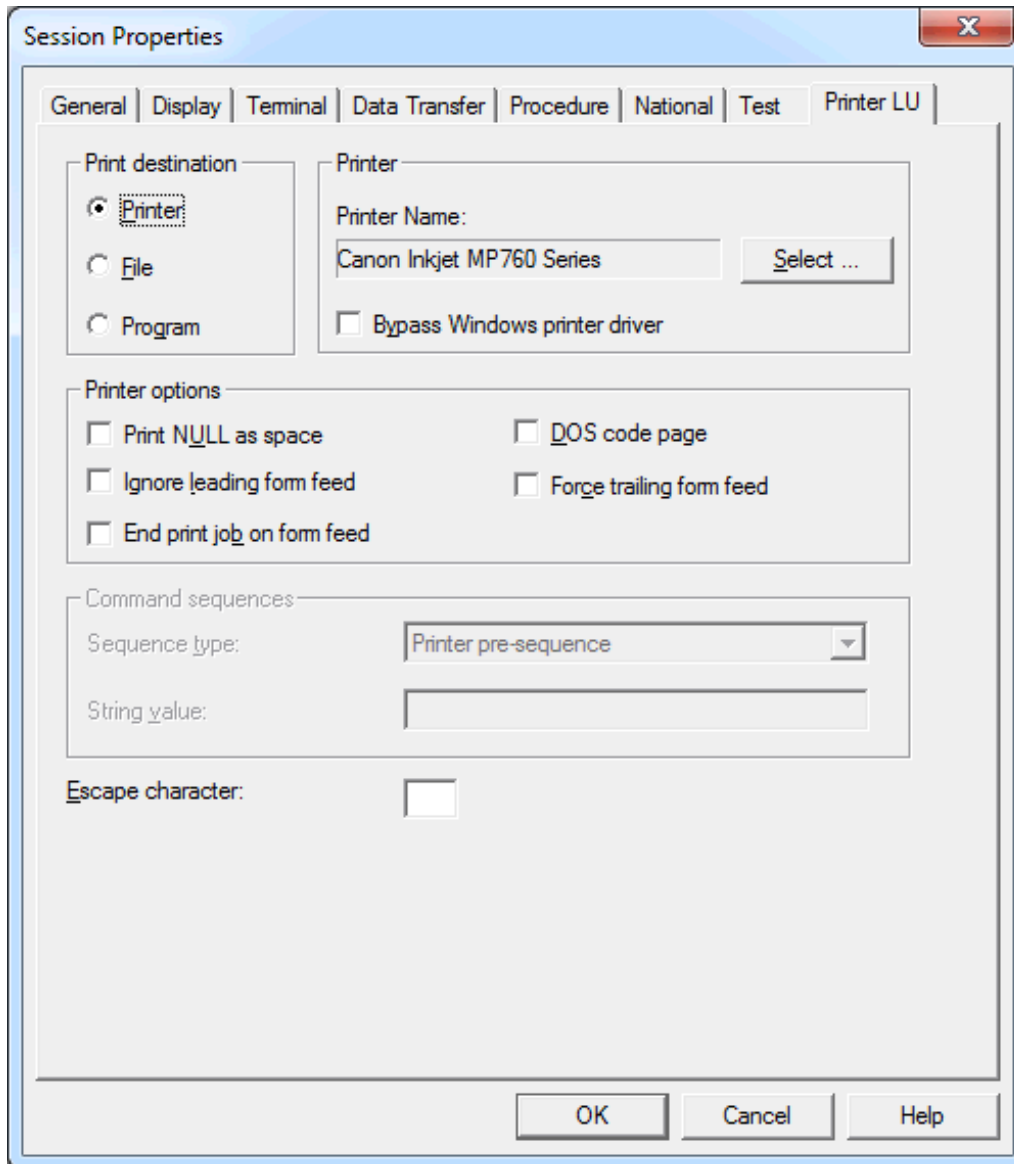 Session Properties
General Display Terminal Data Transfer Procedure National Test Printer LU
Print destination
Printer
File
Program
Printer
Printer Name:
Canon Inkjet MP760 Series
Select ...
Bypass Windows printer driver
Printer options
Print NULL as space
DOS code page
Ignore leading form feed
Force trailing form feed
End print job on form feed
Command sequences
Sequence type:
Printer pre-sequence
String value:
Escape character:
OK Cancel Help